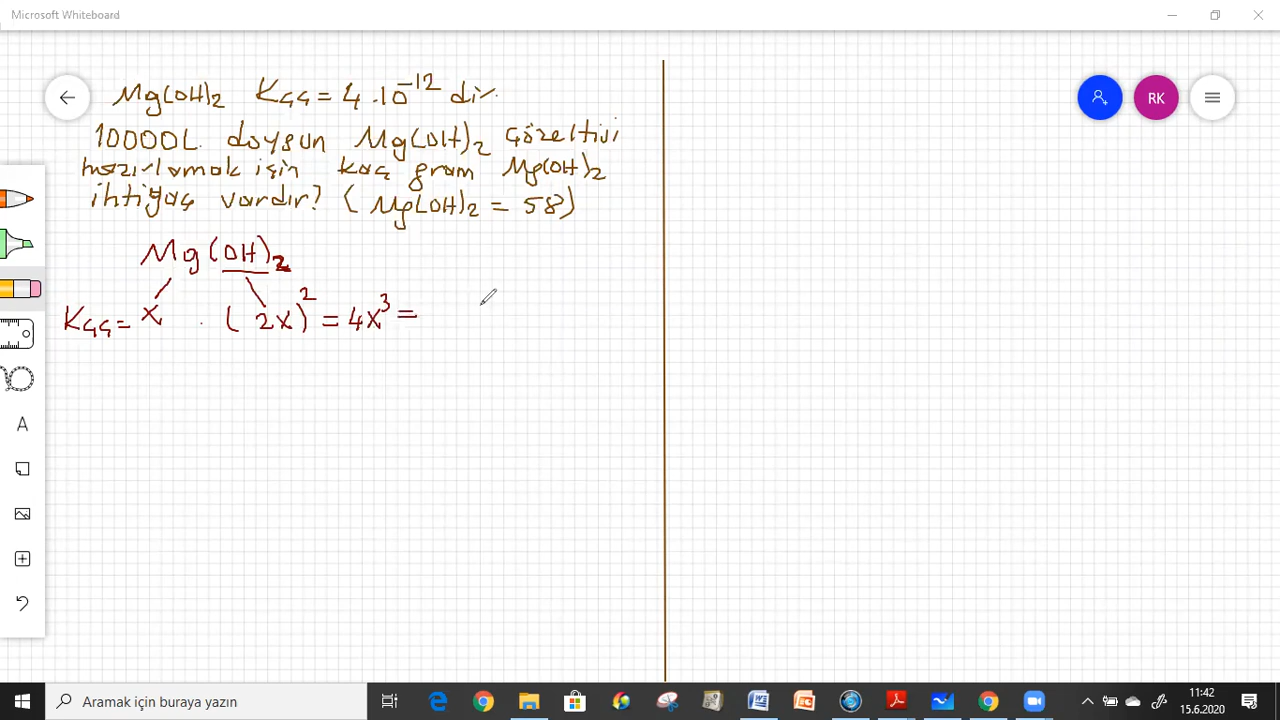 Microsoft Whiteboard
Mg(OH)₂ Kçç = 4.10⁻¹² dir.
10000L doygun Mg(OH)₂ çözeltisi
hazırlamak için kaç gram Mg(OH)₂
ihtiyaç vardır? (Mg(OH)₂ = 58)
Mg(OH)₂
Kçç = x . (2x)² = 4x³ =
RK
A
Aramak için buraya yazın
11:42
15.6.2020